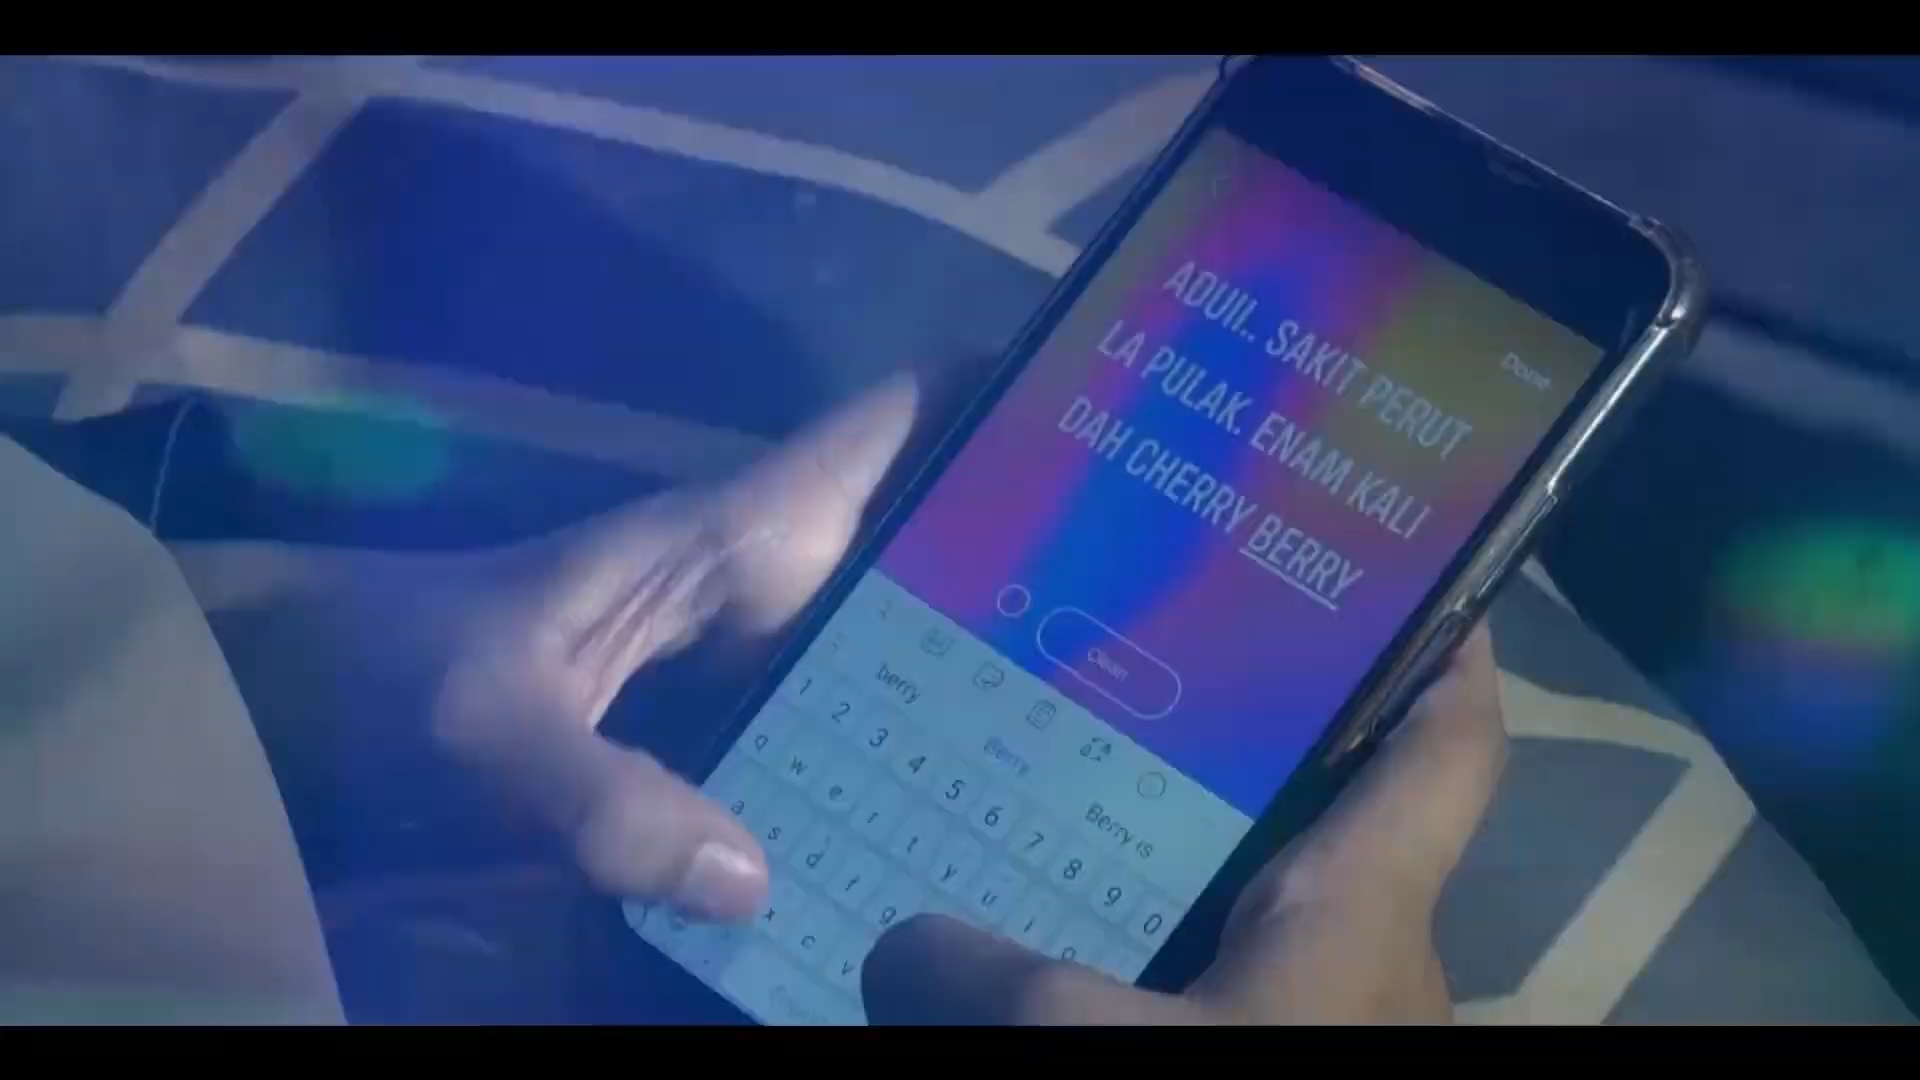 Done
ADUII.. SAKIT PERUT
LA PULAK. ENAM KALI
DAH CHERRY BERRY
Clean
berry
Berry
Berry is
1 2 3 4 5 6 7 8 9 0
q w e r t y u i o
a s d f g
x c v